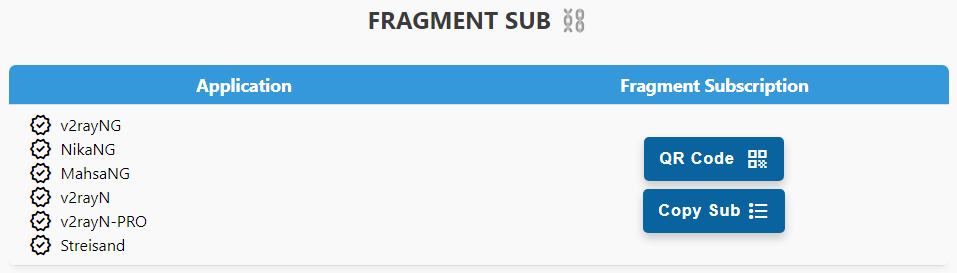 FRAGMENT SUB
Application
Fragment Subscription
v2rayNG
NikaNG
MahsaNG
v2rayN
v2rayN-PRO
Streisand
QR Code
Copy Sub